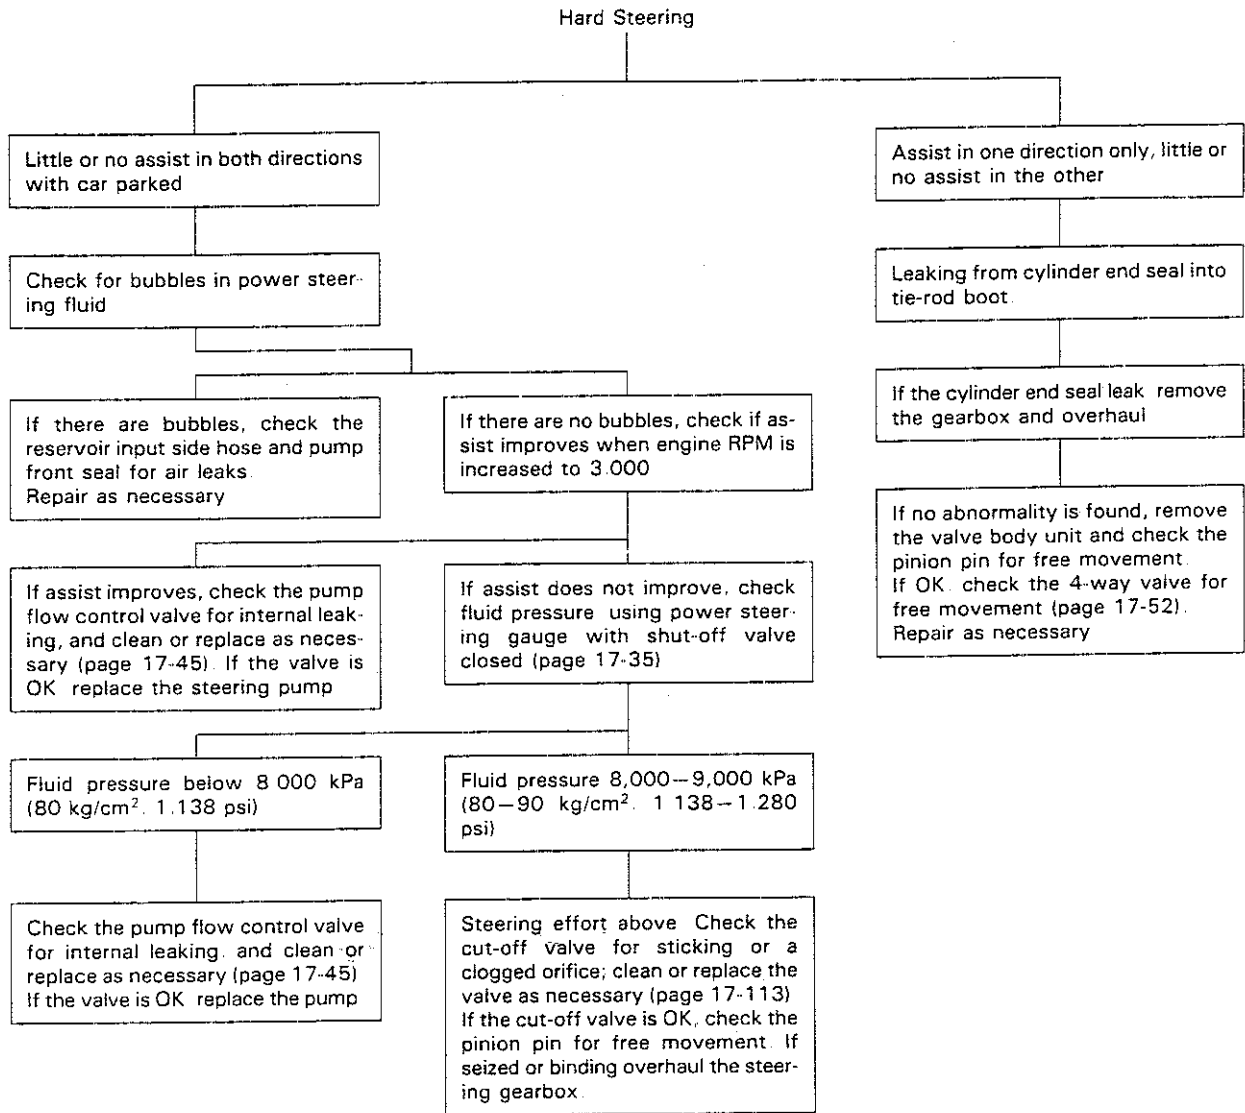 Hard Steering
Little or no assist in both directions
with car parked
Check for bubbles in power steer-
ing fluid
If there are bubbles, check the
reservoir input side hose and pump
front seal for air leaks.
Repair as necessary
If there are no bubbles, check if as-
sist improves when engine RPM is
increased to 3.000
If assist improves, check the pump
flow control valve for internal leak-
ing, and clean or replace as neces-
sary (page 17-45). If the valve is
OK replace the steering pump
If assist does not improve, check
fluid pressure using power steer-
ing gauge with shut-off valve
closed (page 17-35)
Fluid pressure below 8 000 kPa
(80 kg/cm². 1.138 psi)
Fluid pressure 8,000–9,000 kPa
(80–90 kg/cm². 1 138–1.280
psi)
Check the pump flow control valve
for internal leaking. and clean or
replace as necessary (page 17-45)
If the valve is OK replace the pump
Steering effort above Check the
cut-off valve for sticking or a
clogged orifice; clean or replace the
valve as necessary (page 17-113)
If the cut-off valve is OK, check the
pinion pin for free movement. If
seized or binding overhaul the steer-
ing gearbox.
Assist in one direction only, little or
no assist in the other
Leaking from cylinder end seal into
tie-rod boot
If the cylinder end seal leak remove
the gearbox and overhaul
If no abnormality is found, remove
the valve body unit and check the
pinion pin for free movement.
If OK. check the 4-way valve for
free movement (page 17-52).
Repair as necessary